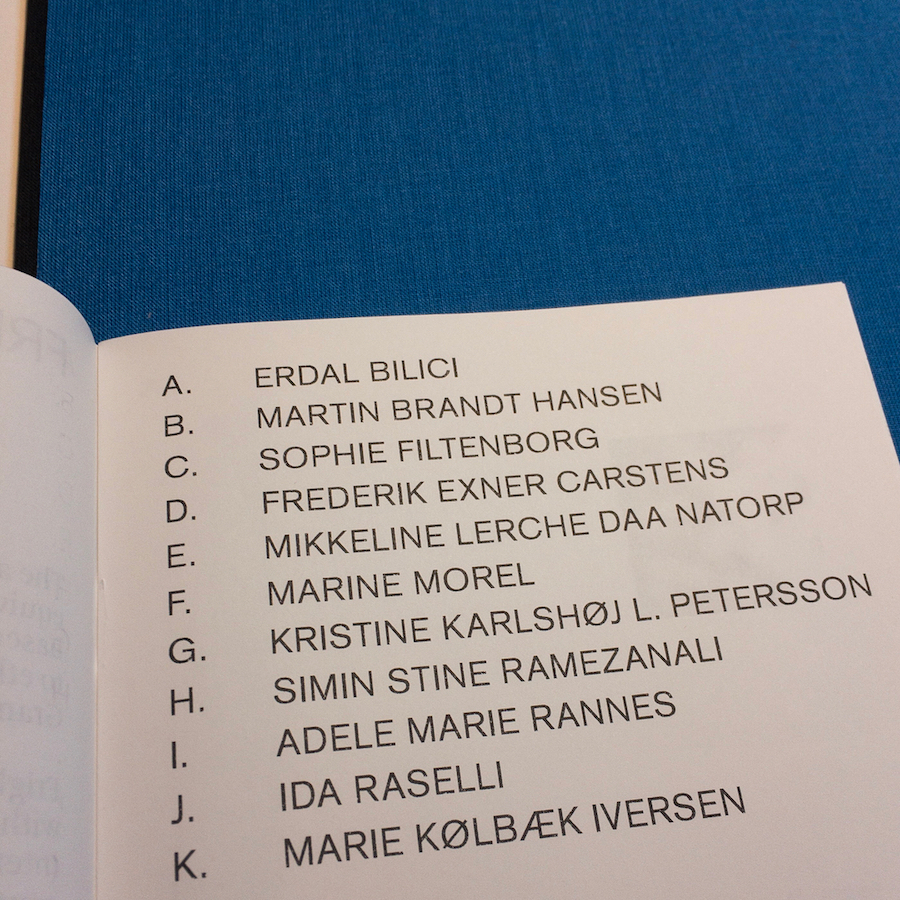 A. ERDAL BILICI
B. MARTIN BRANDT HANSEN
C. SOPHIE FILTENBORG
D. FREDERIK EXNER CARSTENS
E. MIKKELINE LERCHE DAA NATORP
F. MARINE MOREL
G. KRISTINE KARLSHØJ L. PETERSSON
H. SIMIN STINE RAMEZANALI
I. ADELE MARIE RANNES
J. IDA RASELLI
K. MARIE KØLBÆK IVERSEN